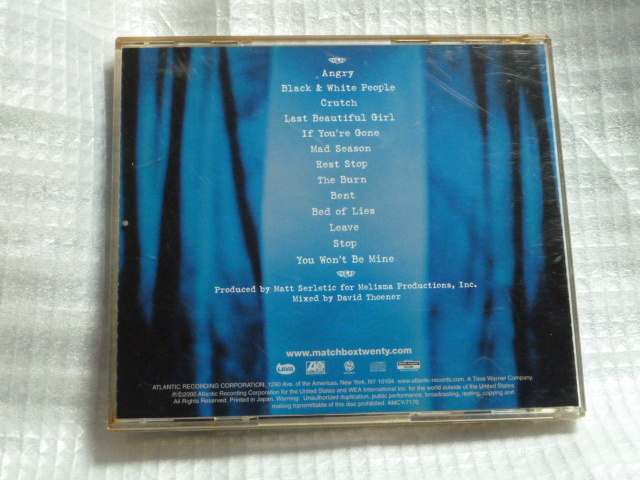 Angry
Black & White People
Crutch
Last Beautiful Girl
If You're Gone
Mad Season
Rest Stop
The Burn
Bent
Bed of Lies
Leave
Stop
You Won't Be Mine
Produced by Matt Serletic for Melisma Productions, Inc.
Mixed by David Thoener
www.matchboxtwenty.com
LAVA
ATLANTIC RECORDING CORPORATION, 1290 Ave. of the Americas, New York, NY 10104. www.atlantic-records.com. A Time Warner Company.
℗©2000 Atlantic Recording Corporation for the United States and WEA International Inc. for the world outside of the United States.
All Rights Reserved. Printed in Japan. Warning: Unauthorized duplication, public performance, broadcasting, renting, copying and
making transmittable of this disc prohibited. AMCY-7170